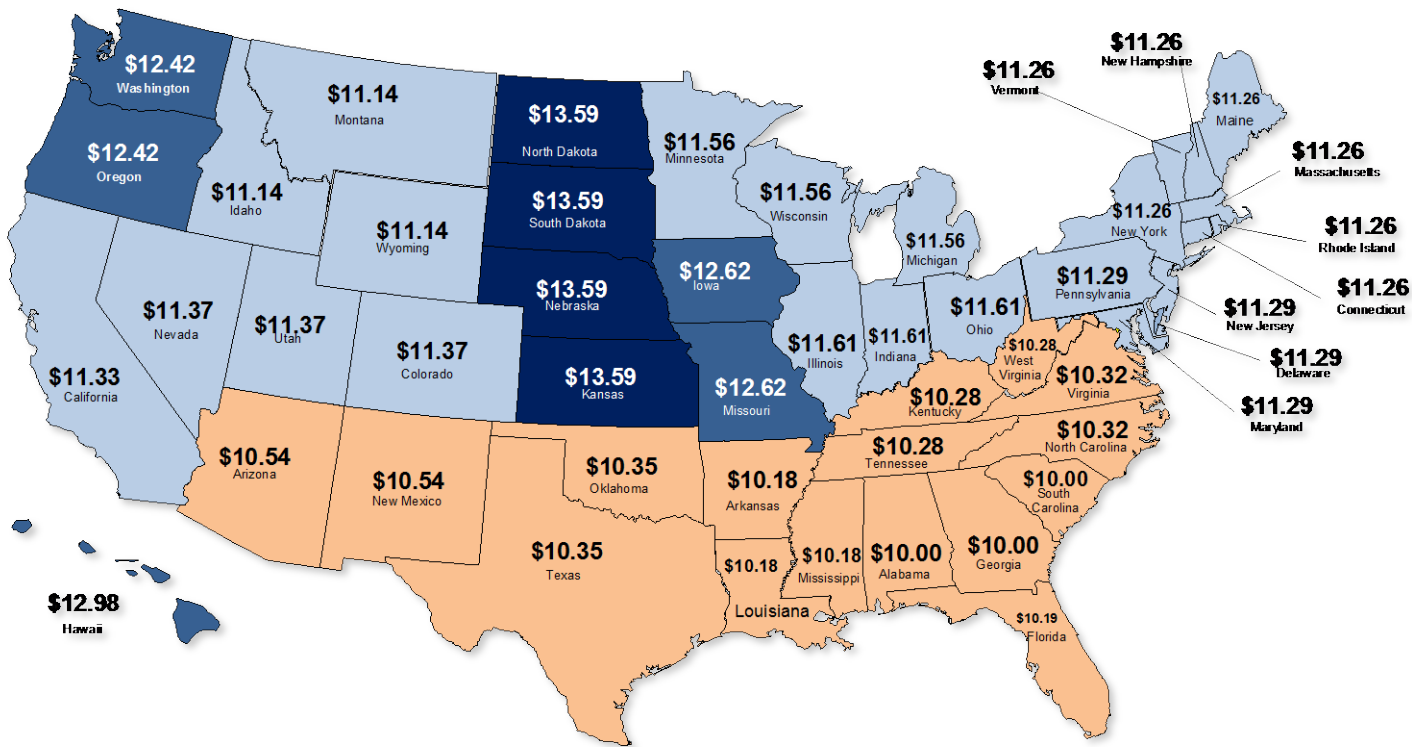 $12.42
Washington
$12.42
Oregon
$11.14
Montana
$11.14
Idaho
$11.14
Wyoming
$13.59
North Dakota
$13.59
South Dakota
$13.59
Nebraska
$13.59
Kansas
$11.56
Minnesota
$11.56
Wisconsin
$11.56
Michigan
$12.62
Iowa
$12.62
Missouri
$11.61
Illinois
$11.61
Indiana
$11.61
Ohio
$11.33
California
$11.37
Nevada
$11.37
Utah
$11.37
Colorado
$10.54
Arizona
$10.54
New Mexico
$10.35
Oklahoma
$10.35
Texas
$10.18
Arkansas
$10.18
Louisiana
$10.18
Mississippi
$10.00
Alabama
$10.00
Georgia
$10.00
South
Carolina
$10.19
Florida
$10.28
Kentucky
$10.28
Tennessee
$10.28
West
Virginia
$10.32
Virginia
$10.32
North Carolina
$11.29
Pennsylvania
$11.26
New York
$11.26
Vermont
$11.26
New Hampshire
$11.26
Maine
$11.26
Massachusetts
$11.26
Rhode Island
$11.26
Connecticut
$11.29
New Jersey
$11.29
Delaware
$11.29
Maryland
$12.98
Hawaii